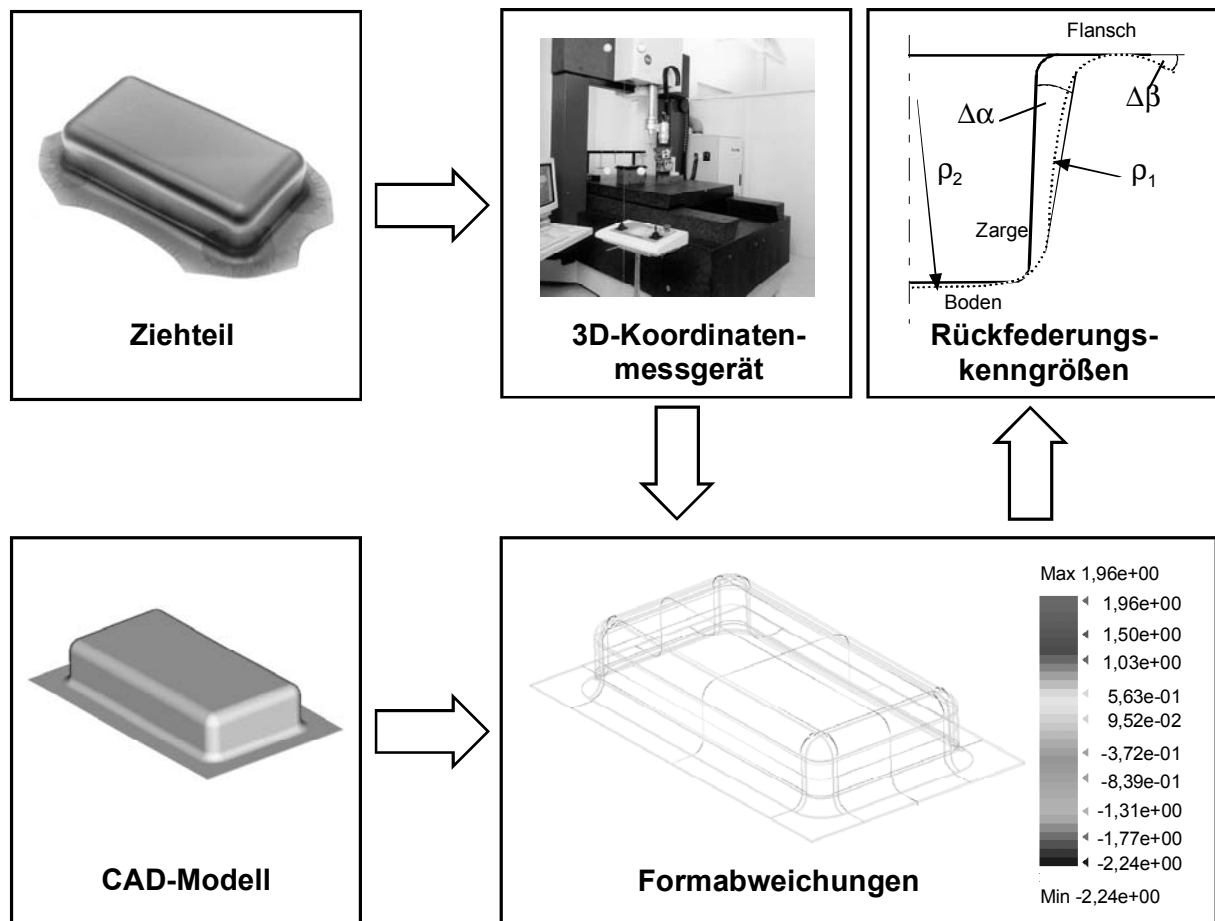 Ziehteil
3D-Koordinaten-
messgerät
Flansch
Δα
Δβ
ρ2
ρ1
Zarge
Boden
Rückfederungs-
kenngrößen
CAD-Modell
Formabweichungen
Max 1,96e+00
1,96e+00
1,50e+00
1,03e+00
5,63e-01
9,52e-02
-3,72e-01
-8,39e-01
-1,31e+00
-1,77e+00
-2,24e+00
Min -2,24e+00